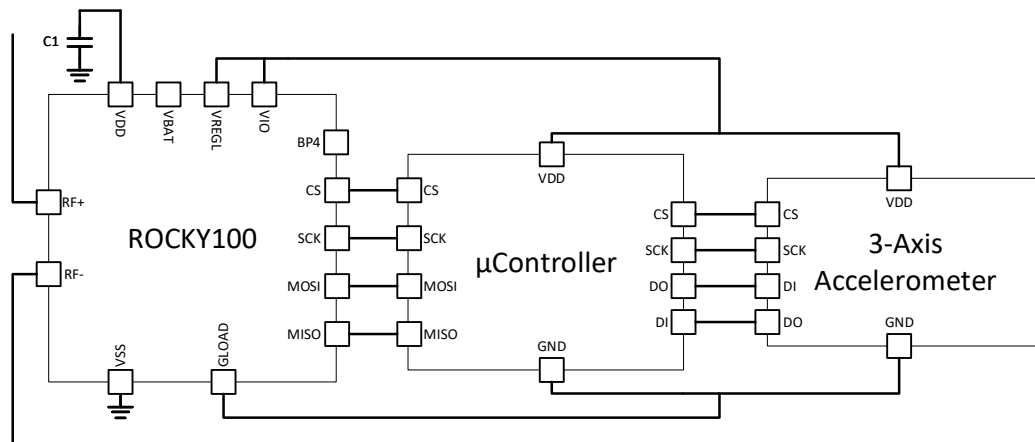 C1
VDD
VBAT
VREGL
VIO
BP4
CS
SCK
MOSI
MISO
RF+
RF-
ROCKY100
VSS
GLOAD
VDD
CS
SCK
MOSI
MISO
µController
CS
SCK
DO
DI
GND
VDD
CS
SCK
DI
DO
3-Axis
Accelerometer
GND